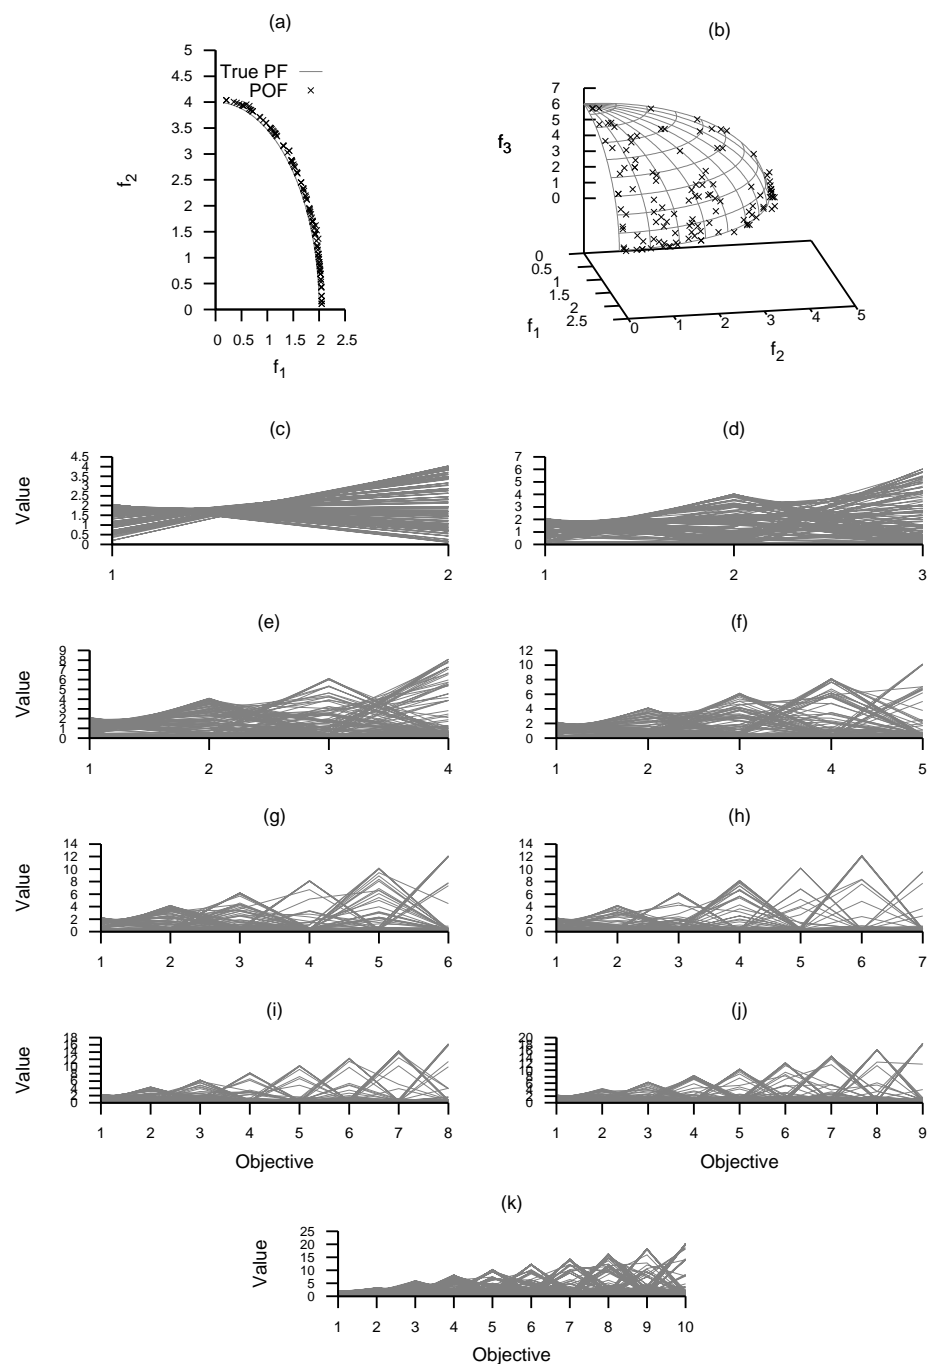 (a)
5
4.5
4
3.5
3
2.5
2
1.5
1
0.5
0
True PF
POF
f2
0 0.5 1 1.5 2 2.5
f1
(b)
7
6
5
4
3
2
1
0
f3
0
0.5
1
1.5
2
2.5
f1
0 1 2 3 4 5
f2
(c)
4.5
4
3.5
3
2.5
2
1.5
1
0.5
0
Value
1 2
(d)
7
6
5
4
3
2
1
0
1 2 3
(e)
9
8
7
6
5
4
3
2
1
0
Value
1 2 3 4
(f)
12
10
8
6
4
2
0
1 2 3 4 5
(g)
14
12
10
8
6
4
2
0
Value
1 2 3 4 5 6
(h)
14
12
10
8
6
4
2
0
1 2 3 4 5 6 7
(i)
18
16
14
12
10
8
6
4
2
0
Value
1 2 3 4 5 6 7 8
Objective
(j)
20
18
16
14
12
10
8
6
4
2
0
1 2 3 4 5 6 7 8 9
Objective
(k)
25
20
15
10
5
0
Value
1 2 3 4 5 6 7 8 9 10
Objective